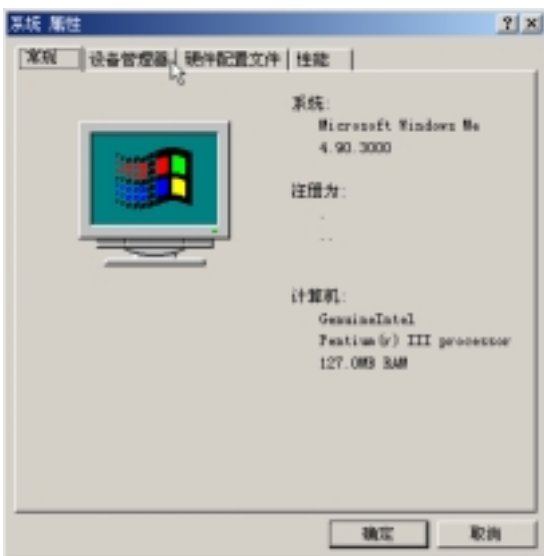 系统 属性
常规 设备管理器 硬件配置文件 性能
系统:
Microsoft Windows Me
4.90.3000
注册为:
.
..
计算机:
GenuineIntel
Pentium(r) III processor
127.0MB RAM
确定 取消